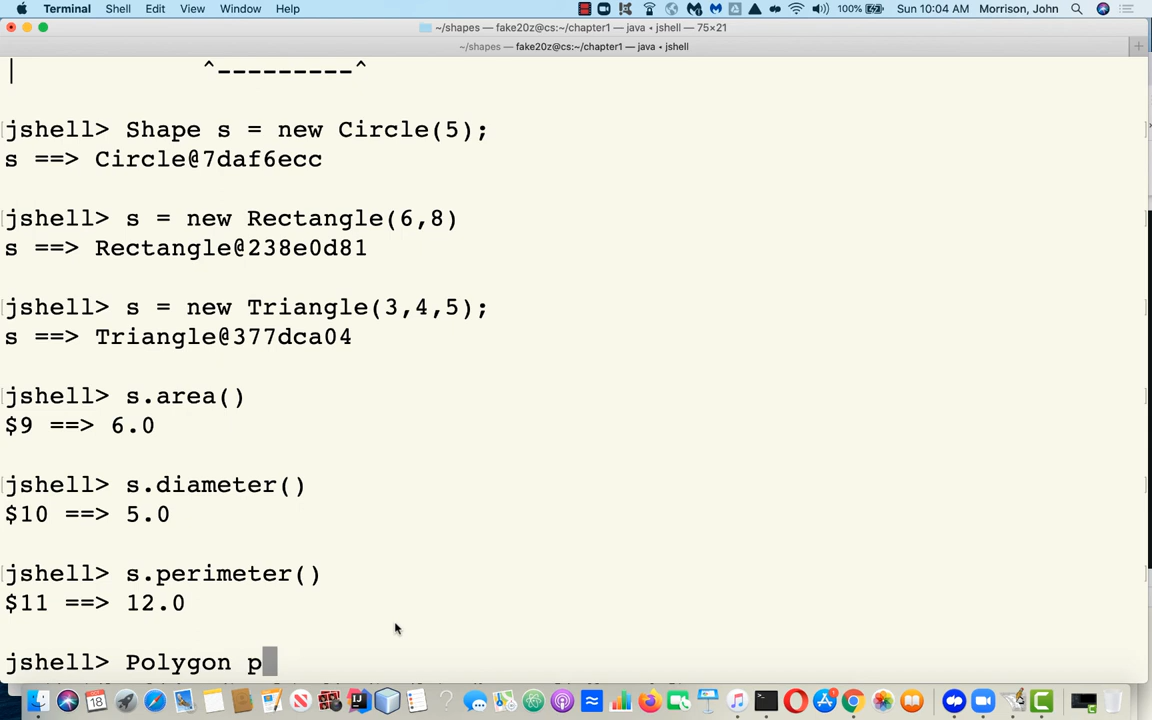 Terminal Shell Edit View Window Help 100% Sun 10:04 AM Morrison, John
~/shapes — fake20z@cs:~/chapter1 — java ◂ jshell — 75×21
~/shapes — fake20z@cs:~/chapter1 — java ◂ jshell
| ^---------^
jshell> Shape s = new Circle(5);
s ==> Circle@7daf6ecc
jshell> s = new Rectangle(6,8)
s ==> Rectangle@238e0d81
jshell> s = new Triangle(3,4,5);
s ==> Triangle@377dca04
jshell> s.area()
$9 ==> 6.0
jshell> s.diameter()
$10 ==> 5.0
jshell> s.perimeter()
$11 ==> 12.0
jshell> Polygon p